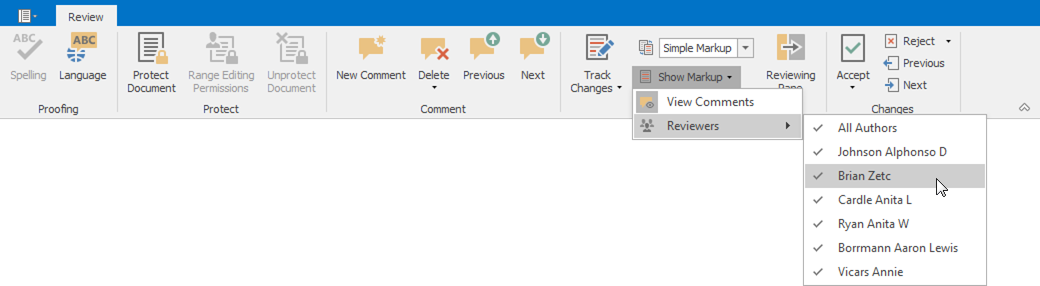 Review
ABC
Spelling
ABC
Language
Proofing
Protect
Document
Range Editing
Permissions
Unprotect
Document
Protect
New Comment
Delete
Previous
Next
Comment
Track
Changes
Simple Markup
Show Markup
Reviewing
Pane
Accept
Reject
Previous
Next
Changes
View Comments
Reviewers
All Authors
Johnson Alphonso D
Brian Zetc
Cardle Anita L
Ryan Anita W
Borrmann Aaron Lewis
Vicars Annie